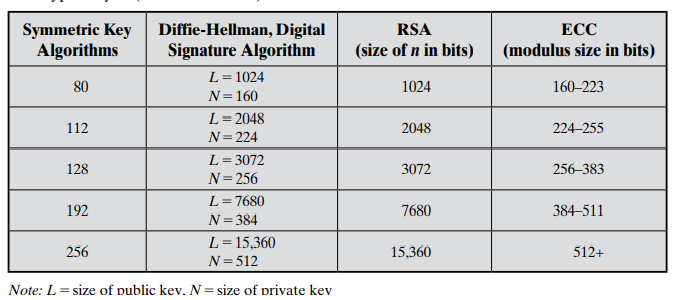 Symmetric Key Algorithms | Diffie-Hellman, Digital Signature Algorithm | RSA (size of n in bits) | ECC (modulus size in bits)
80 | L = 1024 N = 160 | 1024 | 160–223
112 | L = 2048 N = 224 | 2048 | 224–255
128 | L = 3072 N = 256 | 3072 | 256–383
192 | L = 7680 N = 384 | 7680 | 384–511
256 | L = 15,360 N = 512 | 15,360 | 512+
Note: L = size of public key, N = size of private key